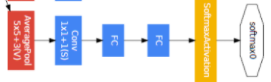 AveragePool
5x5+3(V)
Conv
1x1+1(S)
FC
FC
SoftmaxActivation
softmax0